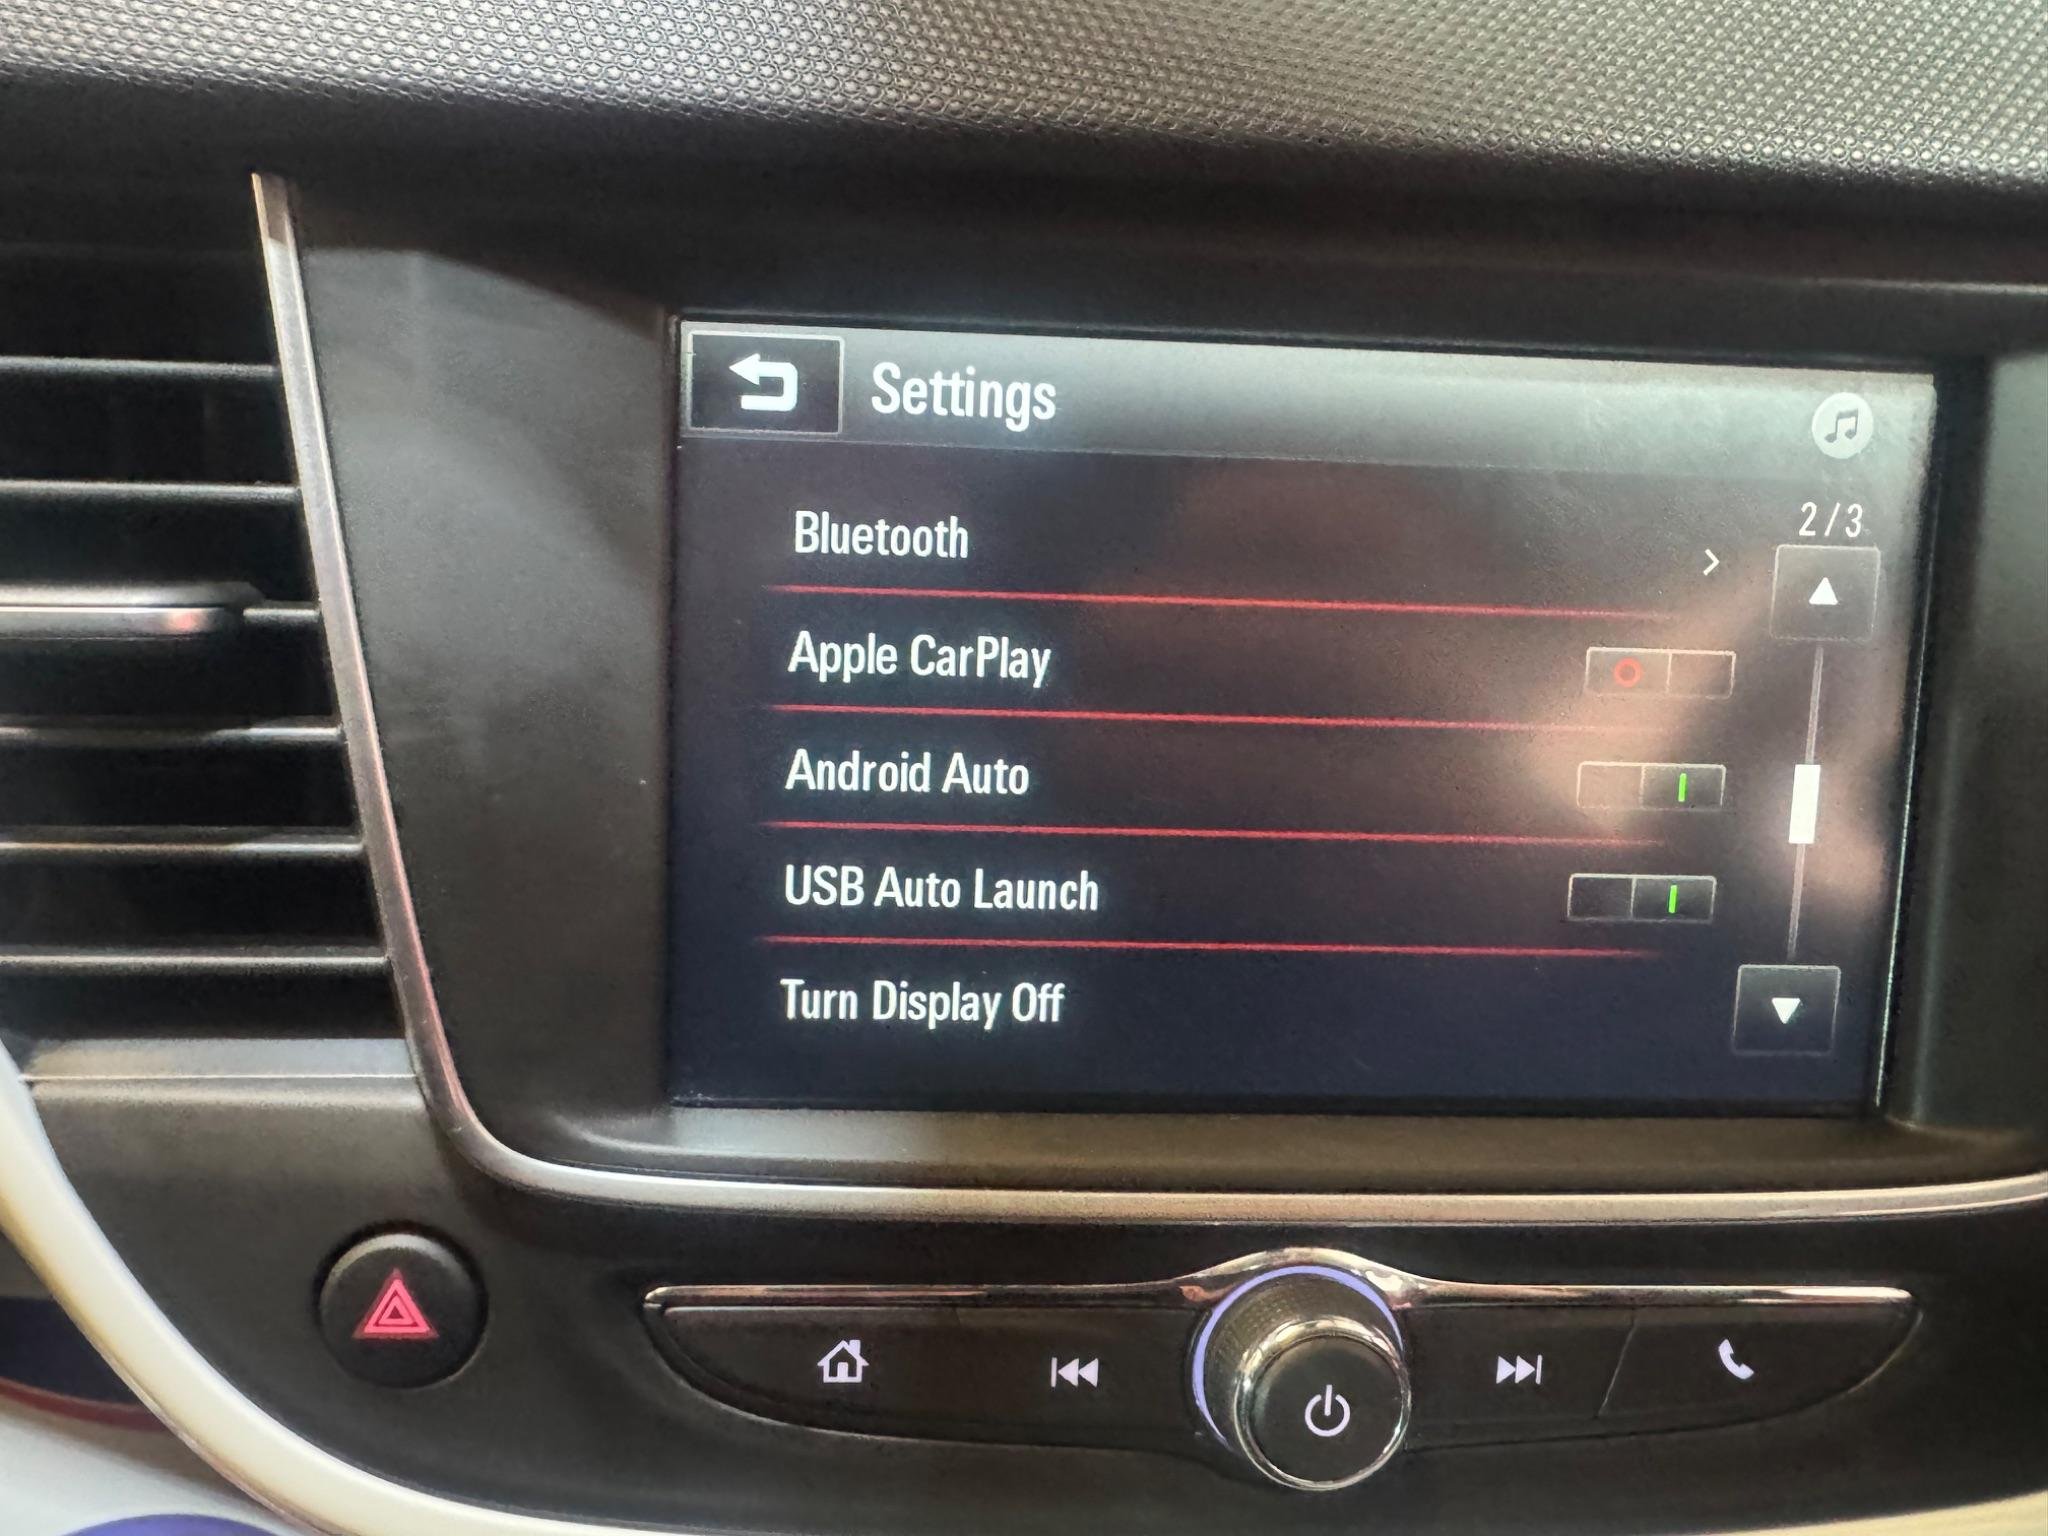 Settings
2/3
Bluetooth
Apple CarPlay
Android Auto
USB Auto Launch
Turn Display Off